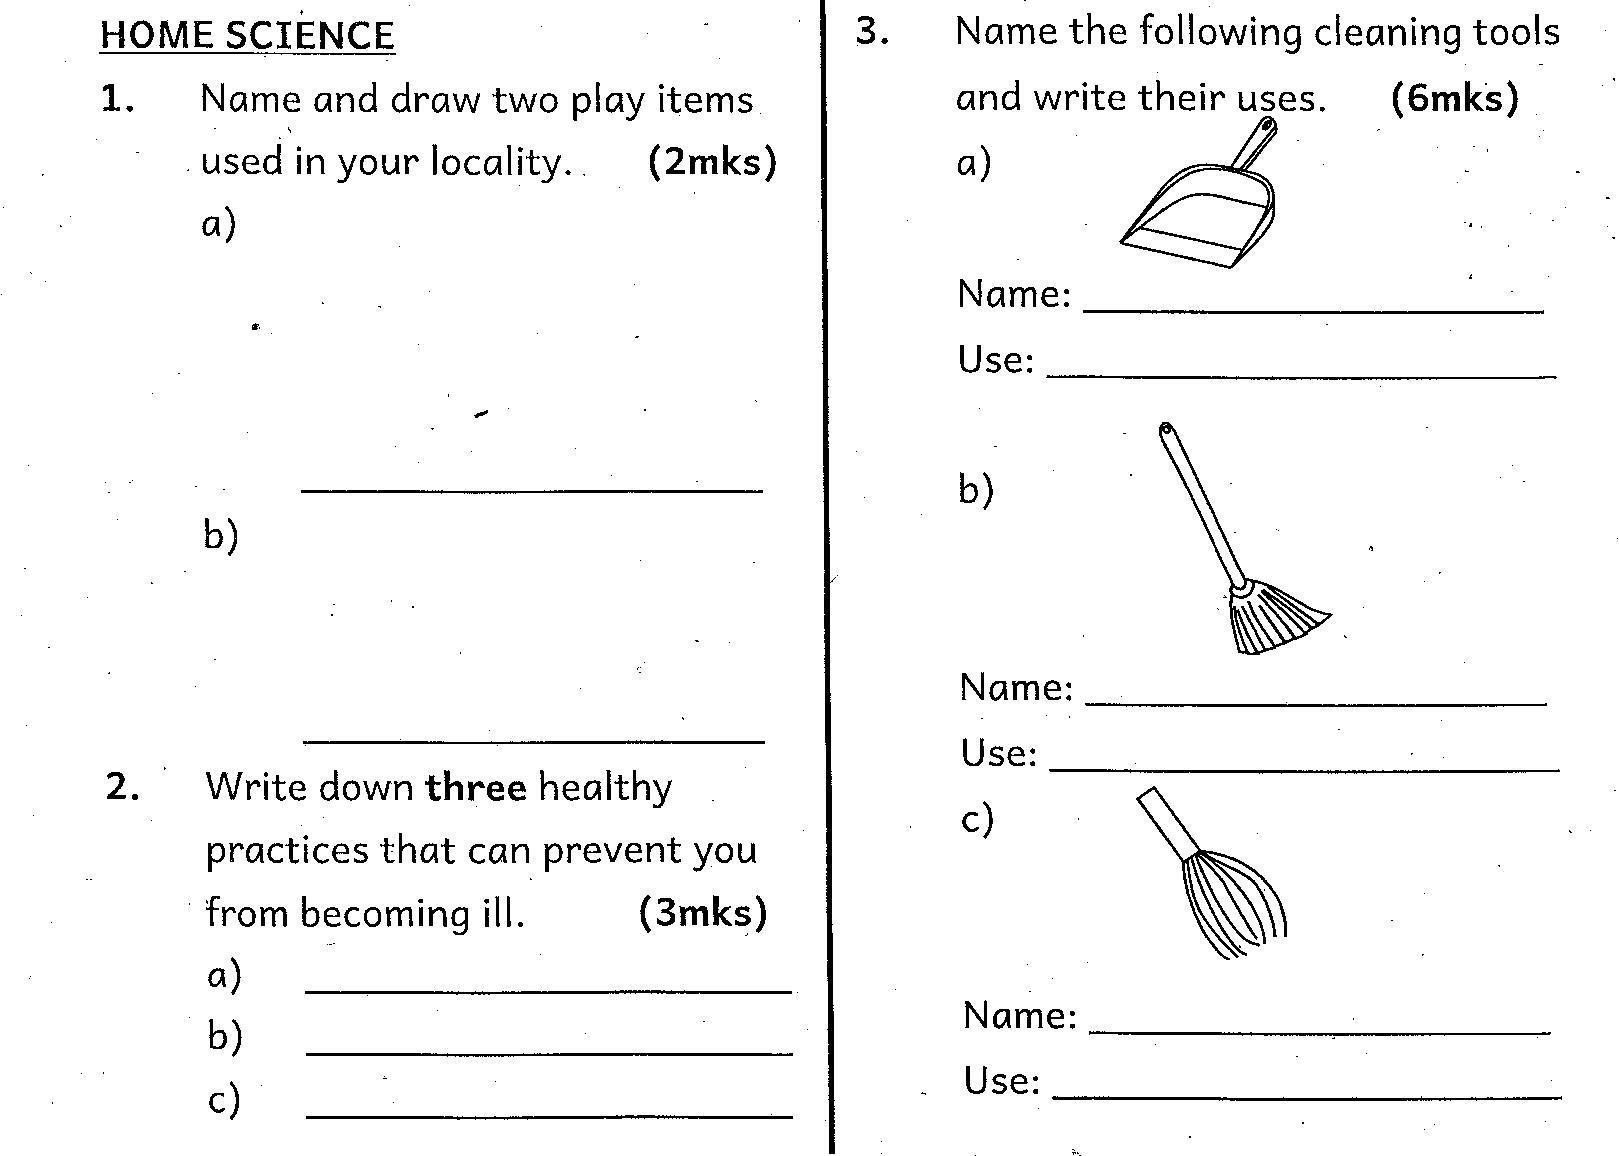 HOME SCIENCE
1. Name and draw two play items
used in your locality. (2mks)
a)
b)
2. Write down three healthy
practices that can prevent you
from becoming ill. (3mks)
a)
b)
c)
3. Name the following cleaning tools
and write their uses. (6mks)
a)
Name:
Use:
b)
Name:
Use:
c)
Name:
Use: